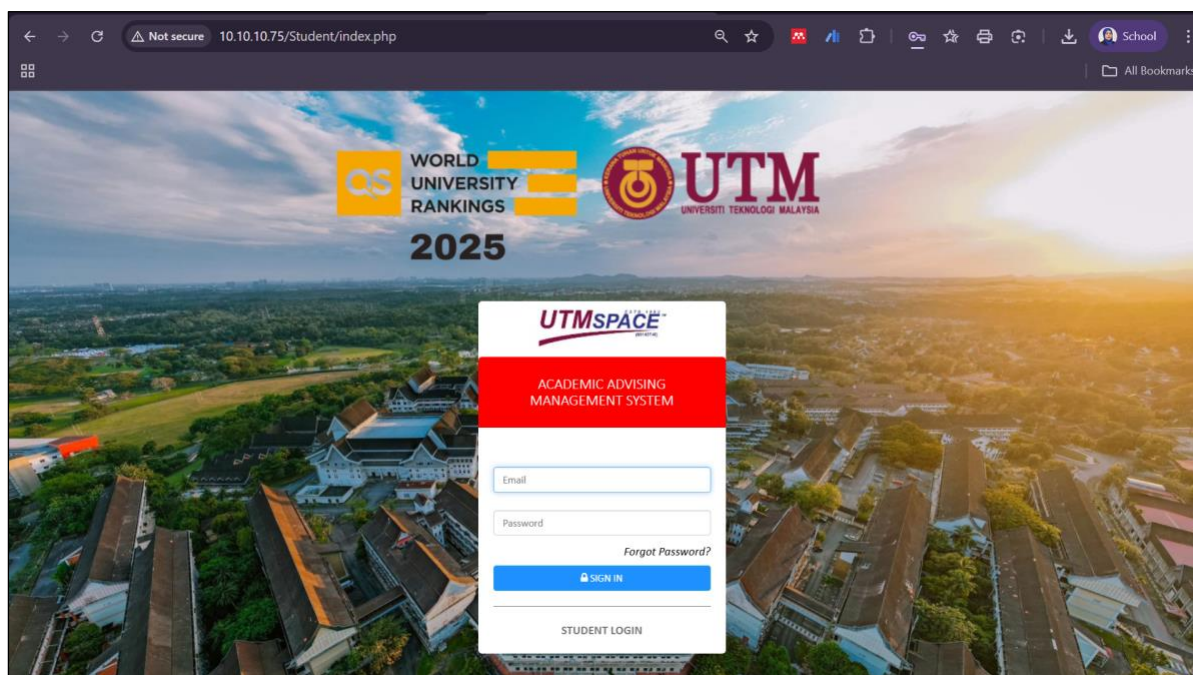 Not secure 10.10.10.75/Student/index.php
School
All Bookmarks
QS
WORLD
UNIVERSITY
RANKINGS
2025
UTM
UNIVERSITI TEKNOLOGI MALAYSIA
UTMSPACE
ACADEMIC ADVISING
MANAGEMENT SYSTEM
Email
Password
Forgot Password?
SIGN IN
STUDENT LOGIN